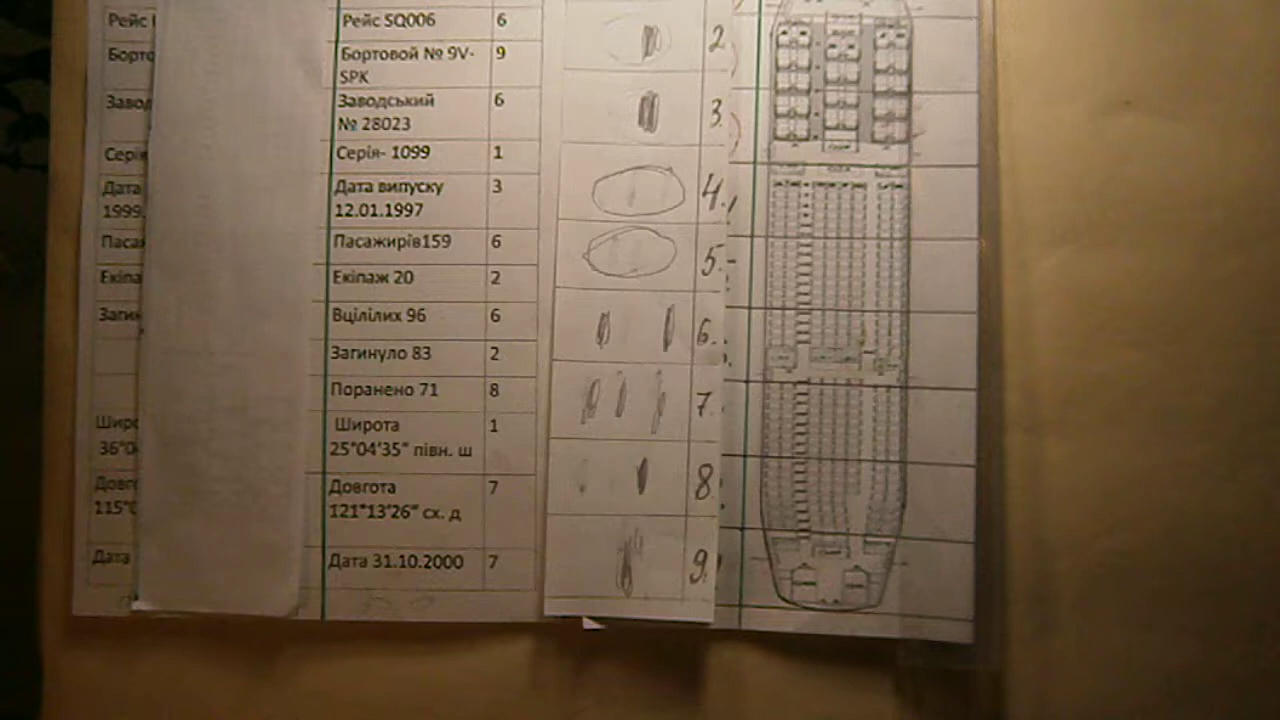 Рейс
Рейс SQ006 6
Борто
Бортовой № 9V-
SPK 9
Завод
Заводський
№ 28023 6
Серія
Серія- 1099 1
Дата
1999.
Дата випуску
12.01.1997 3
Паса
Пасажирів159 6
Екіпа
Екіпаж 20 2
Заги
Вцілілих 96 6
Загинуло 83 2
Поранено 71 8
Широ
36°0
Широта
25°04'35" півн. ш 1
Довго
115°0
Довгота
121°13'26" сх. д 7
Дата
Дата 31.10.2000 7
2.
3.
4.
5.
6.
7.
8.
9.